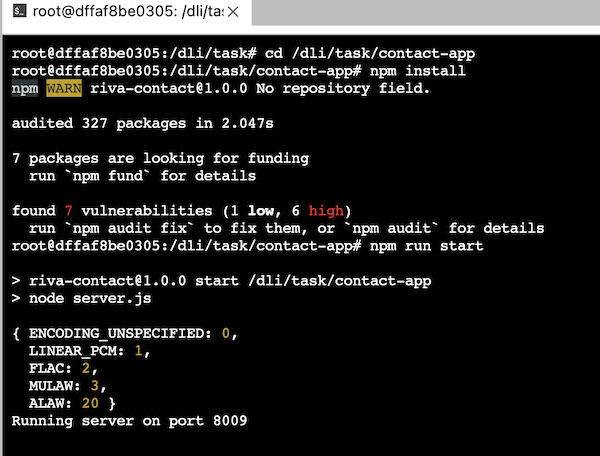 root@dffaf8be0305: /dli/ta:
root@dffaf8be0305:/dli/task# cd /dli/task/contact-app
root@dffaf8be0305:/dli/task/contact-app# npm install
npm WARN riva-contact@1.0.0 No repository field.
audited 327 packages in 2.047s
7 packages are looking for funding
run `npm fund` for details
found 7 vulnerabilities (1 low, 6 high)
run `npm audit fix` to fix them, or `npm audit` for details
root@dffaf8be0305:/dli/task/contact-app# npm run start
> riva-contact@1.0.0 start /dli/task/contact-app
> node server.js
{ ENCODING_UNSPECIFIED: 0,
LINEAR_PCM: 1,
FLAC: 2,
MULAW: 3,
ALAW: 20 }
Running server on port 8009